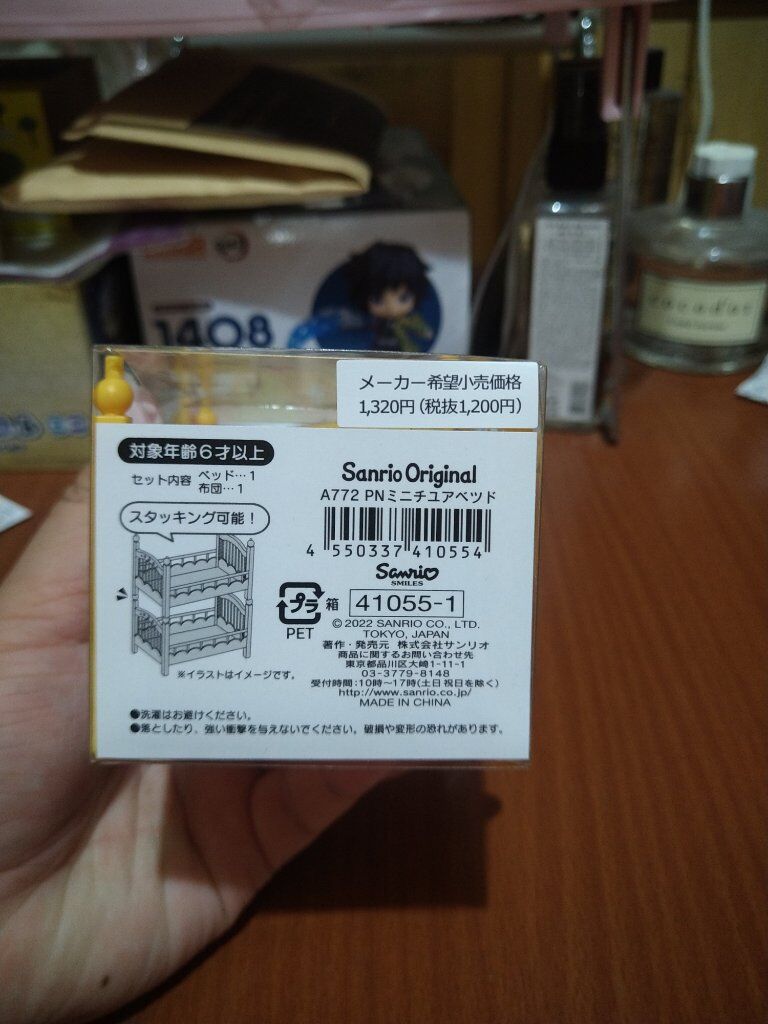 1408
メーカー希望小売価格
1,320円(税抜1,200円)
対象年齢6才以上
セット内容 ベッド…1
布団…1
スタッキング可能!
※イラストはイメージです。
Sanrio Original
A772 PNミニチユアベツド
4 550337 410554
Sanrio
SMILES
プラ 箱 41055-1
PET
© 2022 SANRIO CO., LTD.
TOKYO, JAPAN
著作・発売元 株式会社サンリオ
商品に関するお問い合わせ先
東京都品川区大崎1-11-1
03-3779-8148
受付時間:10時~17時(土日祝日を除く)
http://www.sanrio.co.jp/
MADE IN CHINA
●洗濯はお避けください。
●落としたり、強い衝撃を与えないでください。破損や変形の恐れがあります。